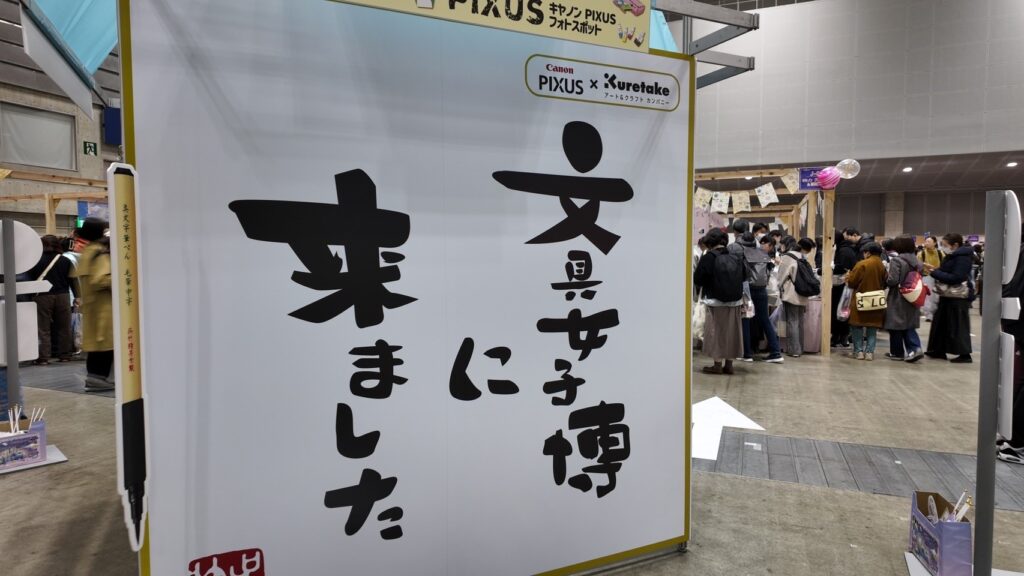 PIXUS
キヤノン PIXUS
フォトスポット
Canon
PIXUS × Kuretake
アート&クラフト カンパニー
文具女子博
に
来ました